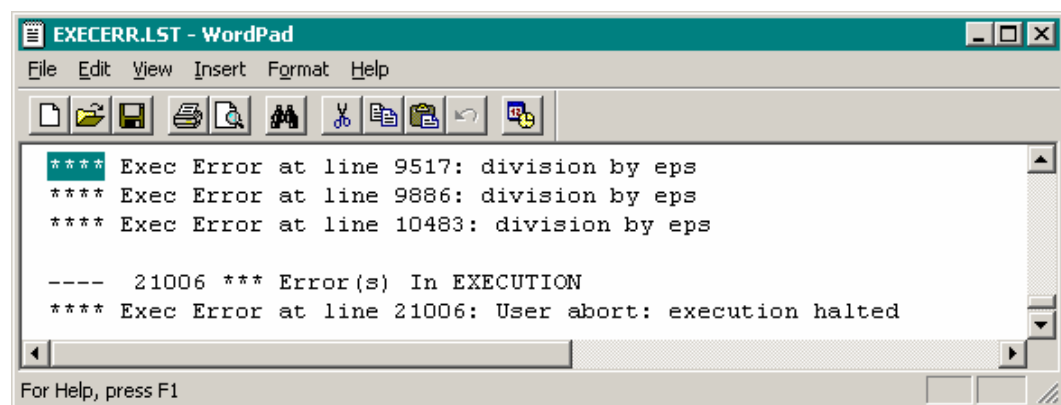 EXECERR.LST - WordPad
File Edit View Insert Format Help
**** Exec Error at line 9517: division by eps
**** Exec Error at line 9886: division by eps
**** Exec Error at line 10483: division by eps
---- 21006 *** Error(s) In EXECUTION
**** Exec Error at line 21006: User abort: execution halted
For Help, press F1